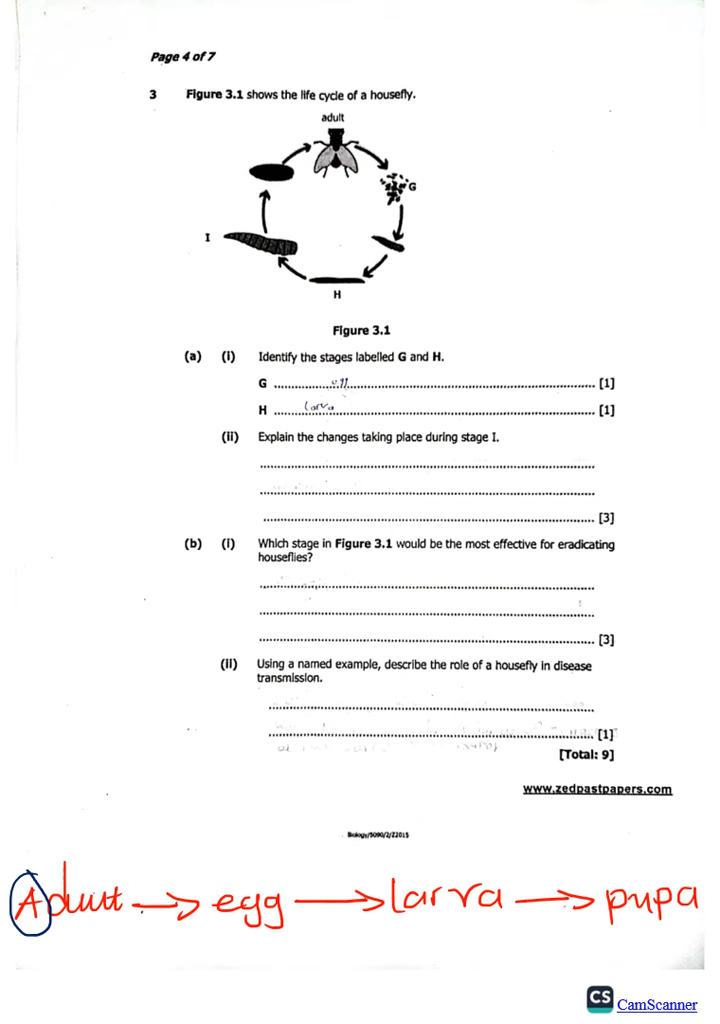 Page 4 of 7
3 Figure 3.1 shows the life cycle of a housefly.
adult
G
I
H
Figure 3.1
(a) (i) Identify the stages labelled G and H.
G ..........egg.......... [1]
H ..........Larva.......... [1]
(ii) Explain the changes taking place during stage I.
[3]
(b) (i) Which stage in Figure 3.1 would be the most effective for eradicating
houseflies?
[3]
(ii) Using a named example, describe the role of a housefly in disease
transmission.
[1]
[Total: 9]
www.zedpastpapers.com
Biology/5090/2/Z2015
Adult → egg → Larva → pupa
CS CamScanner